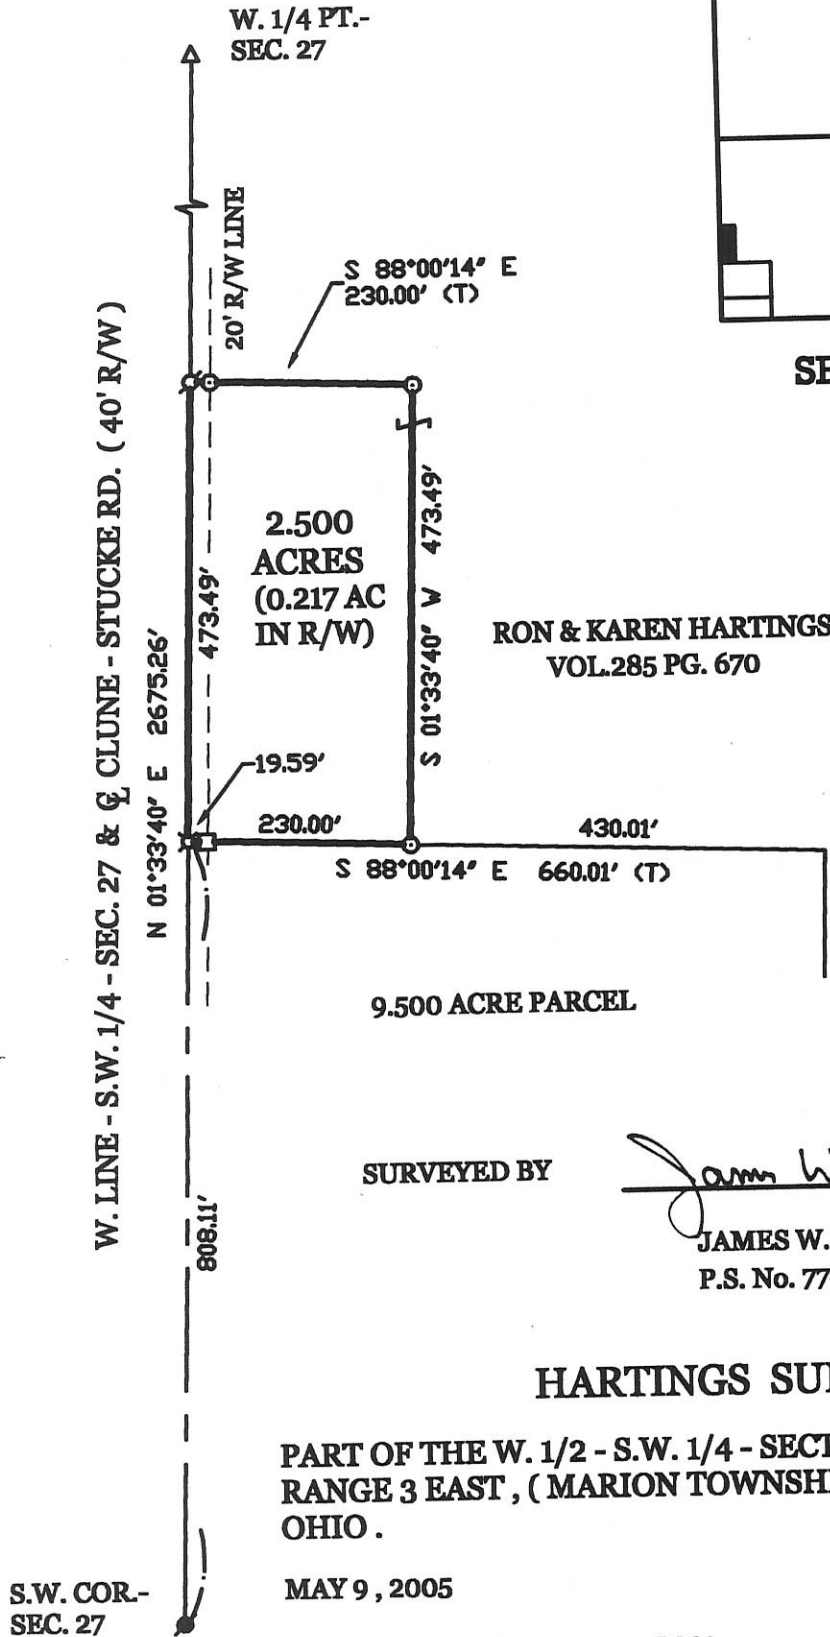 W. 1/4 PT.-
SEC. 27
20' R/W LINE
S 88°00'14" E
230.00' (T)
W. LINE - S.W. 1/4 - SEC. 27 & ℄ CLUNE - STUCKE RD. ( 40' R/W )
N 01°33'40" E 2675.26'
473.49'
2.500
ACRES
(0.217 AC
IN R/W)
S 01°33'40" W 473.49'
RON & KAREN HARTINGS
VOL.285 PG. 670
19.59'
230.00'
430.01'
S 88°00'14" E 660.01' (T)
9.500 ACRE PARCEL
808.11'
SURVEYED BY
James
JAMES W.
P.S. No. 77
HARTINGS
PART OF THE W. 1/2 - S.W. 1/4 -
RANGE 3 EAST , ( MARION
OHIO .
MAY 9 , 2005
S.W. COR.-
SEC. 27